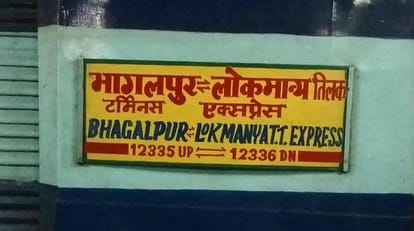 भागलपुर ⇌ लोकमान्य तिलक
टर्मिनस एक्सप्रेस
BHAGALPUR ⇌ LOKMANYA T.T. EXPRESS
12335 UP ⇌ 12336 DN